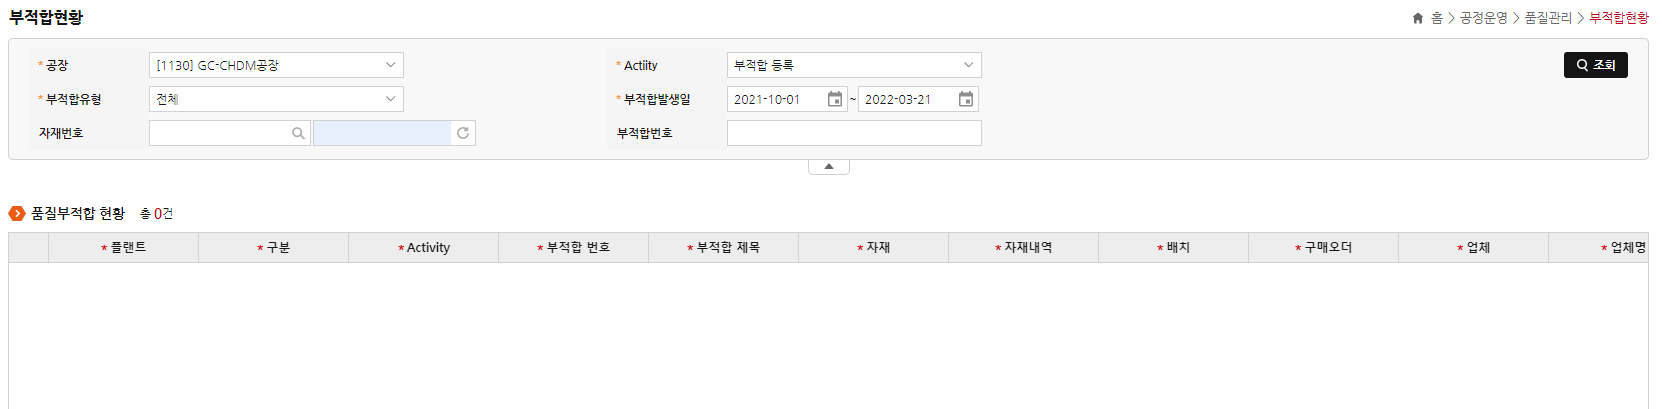 부적합현황
홈 > 공정운영 > 품질관리 > 부적합현황
* 공장 [1130] GC-CHDM공장 * Actiity 부적합 등록 조회
* 부적합유형 전체 * 부적합발생일 2021-10-01 ~ 2022-03-21
자재번호 부적합번호
품질부적합 현황 총 0건
* 플랜트 * 구분 * Activity * 부적합 번호 * 부적합 제목 * 자재 * 자재내역 * 배치 * 구매오더 * 업체 * 업체명